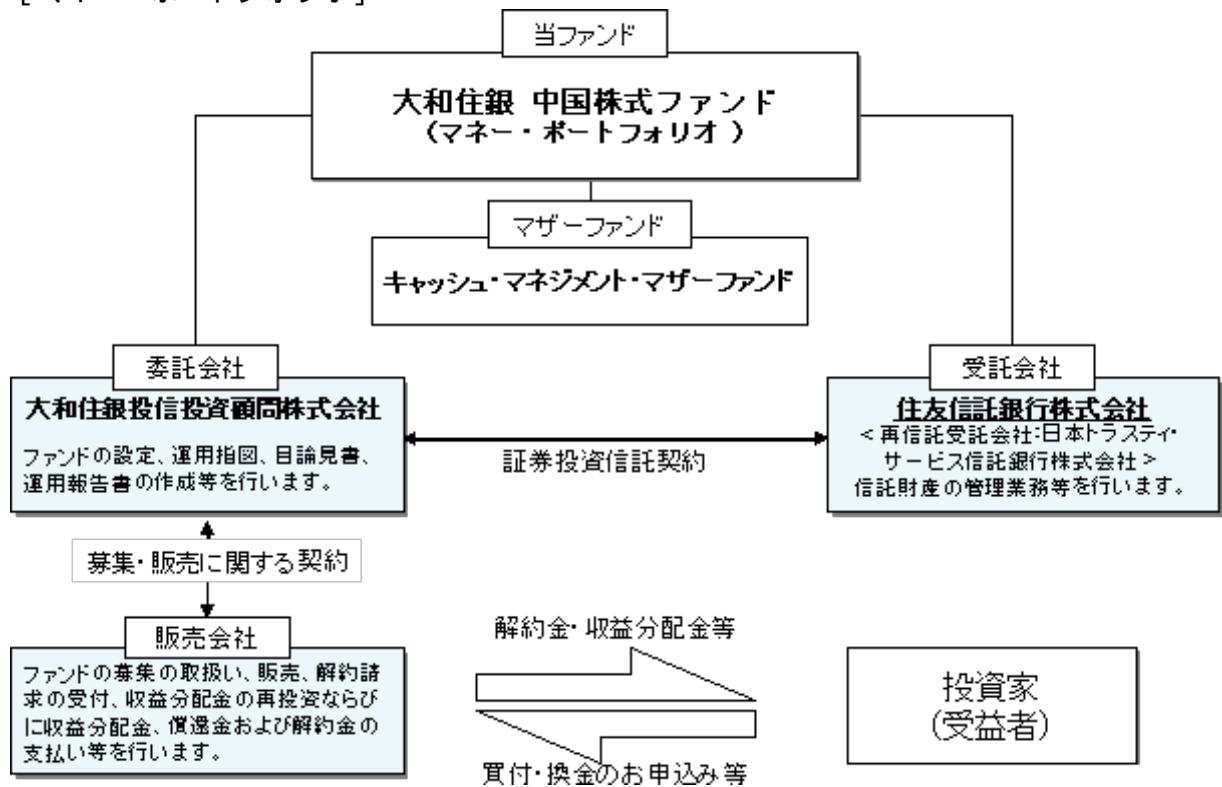 当ファンド
大和住銀 中国株式ファンド
(マネー・ポートフォリオ )
マザーファンド
キャッシュ・マネジメント・マザーファンド
委託会社
大和住銀投信投資顧問株式会社
ファンドの設定、運用指図、目論見書、
運用報告書の作成等を行います。
証券投資信託契約
受託会社
住友信託銀行株式会社
<再信託受託会社:日本トラスティ・
サービス信託銀行株式会社>
信託財産の管理業務等を行います。
募集・販売に関する契約
販売会社
ファンドの募集の取扱い、販売、解約請
求の受付、収益分配金の再投資ならび
に収益分配金、償還金および解約金の
支払い等を行います。
解約金・収益分配金等
買付・換金のお申込み等
投資家
(受益者)